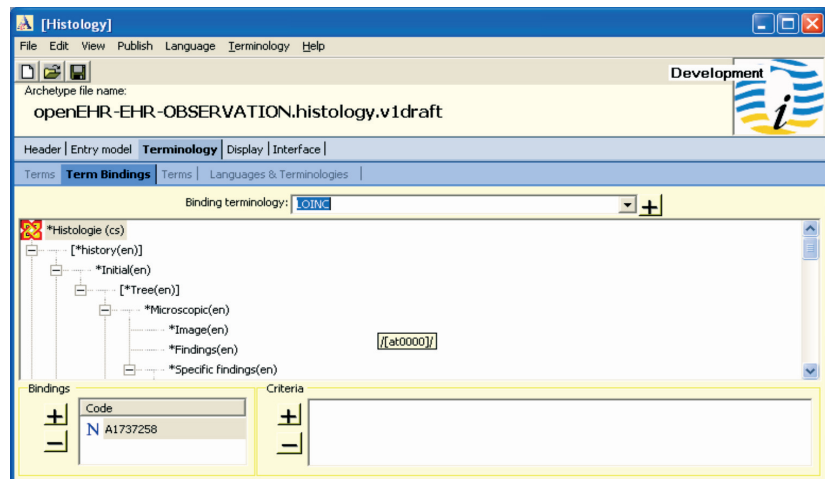 [Histology]
File Edit View Publish Language Terminology Help
Development
Archetype file name:
openEHR-EHR-OBSERVATION.histology.v1draft
Header Entry model Terminology Display Interface
Terms Term Bindings Terms Languages & Terminologies
Binding terminology: LOINC
*Histologie (cs)
[*history(en)]
*Initial(en)
[*Tree(en)]
*Microscopic(en)
*Image(en)
*Findings(en)
/[at0000]/
*Specific findings(en)
Bindings Criteria
Code
N A1737258